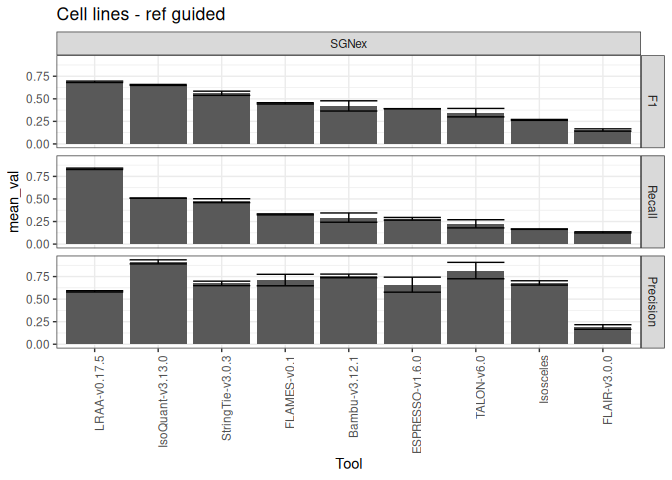 Cell lines - ref guided
SGNex
0.75
0.50
0.25
0.00
F1
0.75
0.50
0.25
0.00
Recall
0.75
0.50
0.25
0.00
Precision
mean_val
LRAA-v0.17.5
IsoQuant-v3.13.0
StringTie-v3.0.3
FLAMES-v0.1
Bambu-v3.12.1
ESPRESSO-v1.6.0
TALON-v6.0
Isosceles
FLAIR-v3.0.0
Tool